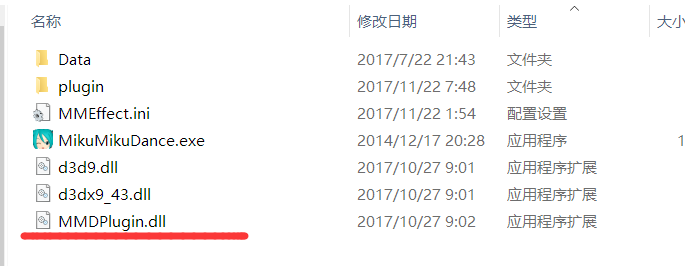 名称 修改日期 类型 大小
Data 2017/7/22 21:43 文件夹
plugin 2017/11/22 7:48 文件夹
MMEffect.ini 2017/11/22 1:54 配置设置
MikuMikuDance.exe 2014/12/17 20:28 应用程序 1
d3d9.dll 2017/10/27 9:01 应用程序扩展
d3dx9_43.dll 2017/10/27 9:01 应用程序扩展
MMDPlugin.dll 2017/10/27 9:02 应用程序扩展